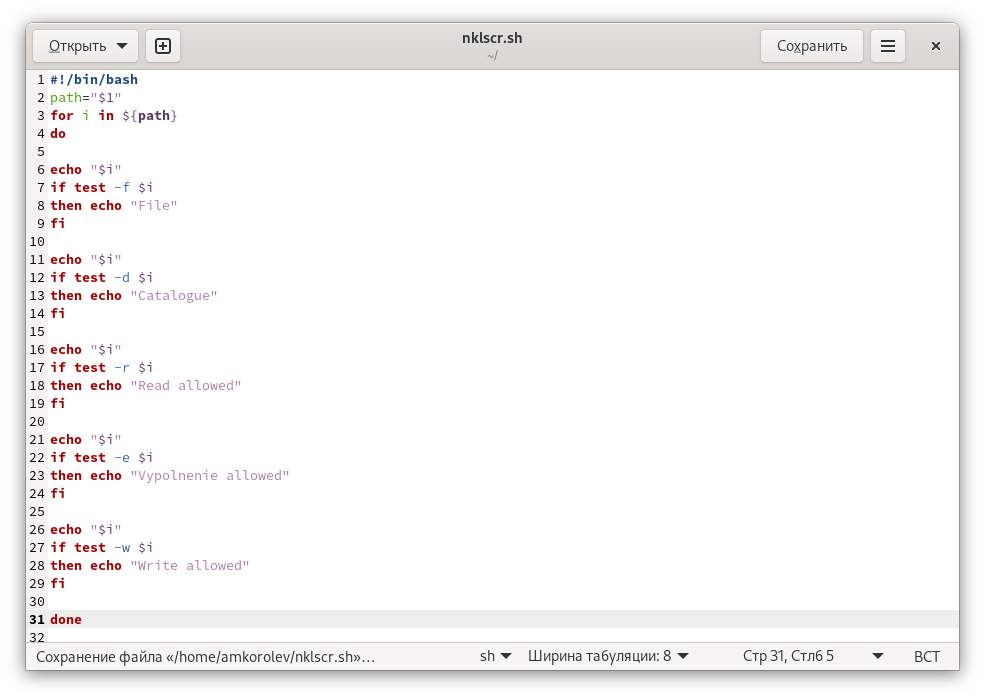 Открыть
nklscr.sh
~/
Сохранить
1 #!/bin/bash
2 path="$1"
3 for i in ${path}
4 do
5
6 echo "$i"
7 if test -f $i
8 then echo "File"
9 fi
10
11 echo "$i"
12 if test -d $i
13 then echo "Catalogue"
14 fi
15
16 echo "$i"
17 if test -r $i
18 then echo "Read allowed"
19 fi
20
21 echo "$i"
22 if test -e $i
23 then echo "Vypolnenie allowed"
24 fi
25
26 echo "$i"
27 if test -w $i
28 then echo "Write allowed"
29 fi
30
31 done
32
Сохранение файла «/home/amkorolev/nklscr.sh»… sh Ширина табуляции: 8 Стр 31, Стлб 5 ВСТ